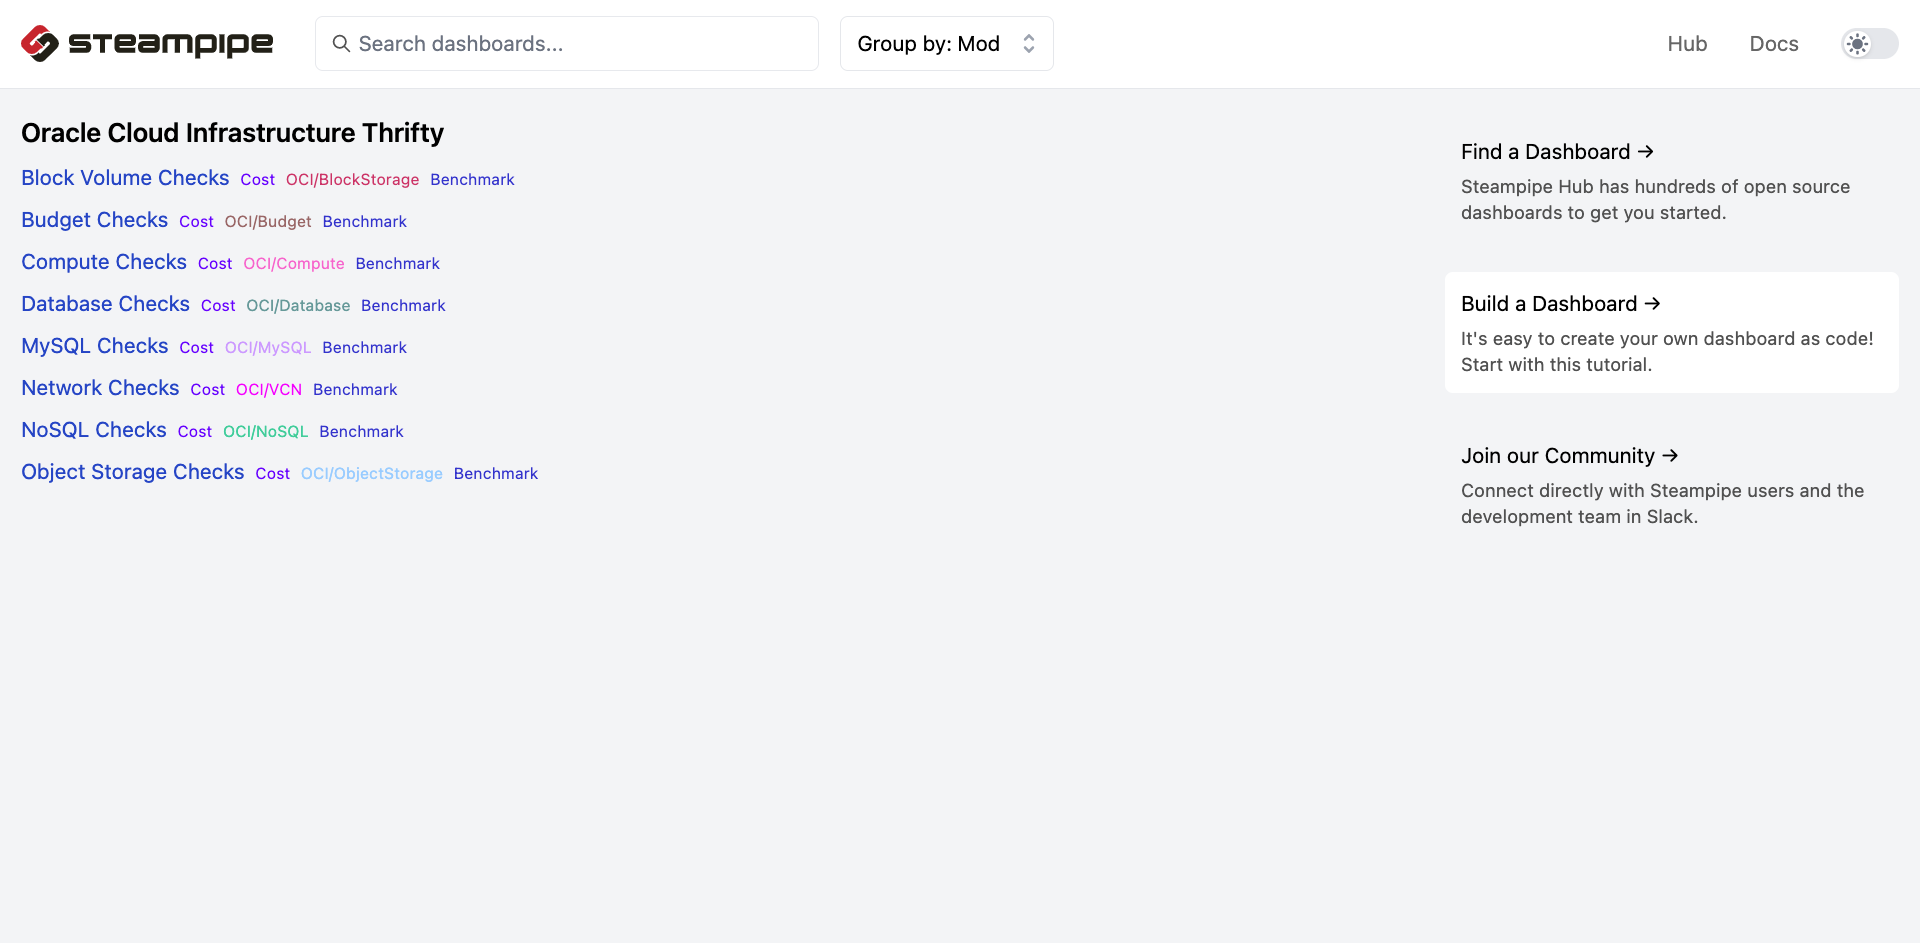 steampipe
Search dashboards...
Group by: Mod
Hub
Docs
Oracle Cloud Infrastructure Thrifty
Block Volume Checks Cost OCI/BlockStorage Benchmark
Budget Checks Cost OCI/Budget Benchmark
Compute Checks Cost OCI/Compute Benchmark
Database Checks Cost OCI/Database Benchmark
MySQL Checks Cost OCI/MySQL Benchmark
Network Checks Cost OCI/VCN Benchmark
NoSQL Checks Cost OCI/NoSQL Benchmark
Object Storage Checks Cost OCI/ObjectStorage Benchmark
Find a Dashboard →
Steampipe Hub has hundreds of open source
dashboards to get you started.
Build a Dashboard →
It's easy to create your own dashboard as code!
Start with this tutorial.
Join our Community →
Connect directly with Steampipe users and the
development team in Slack.